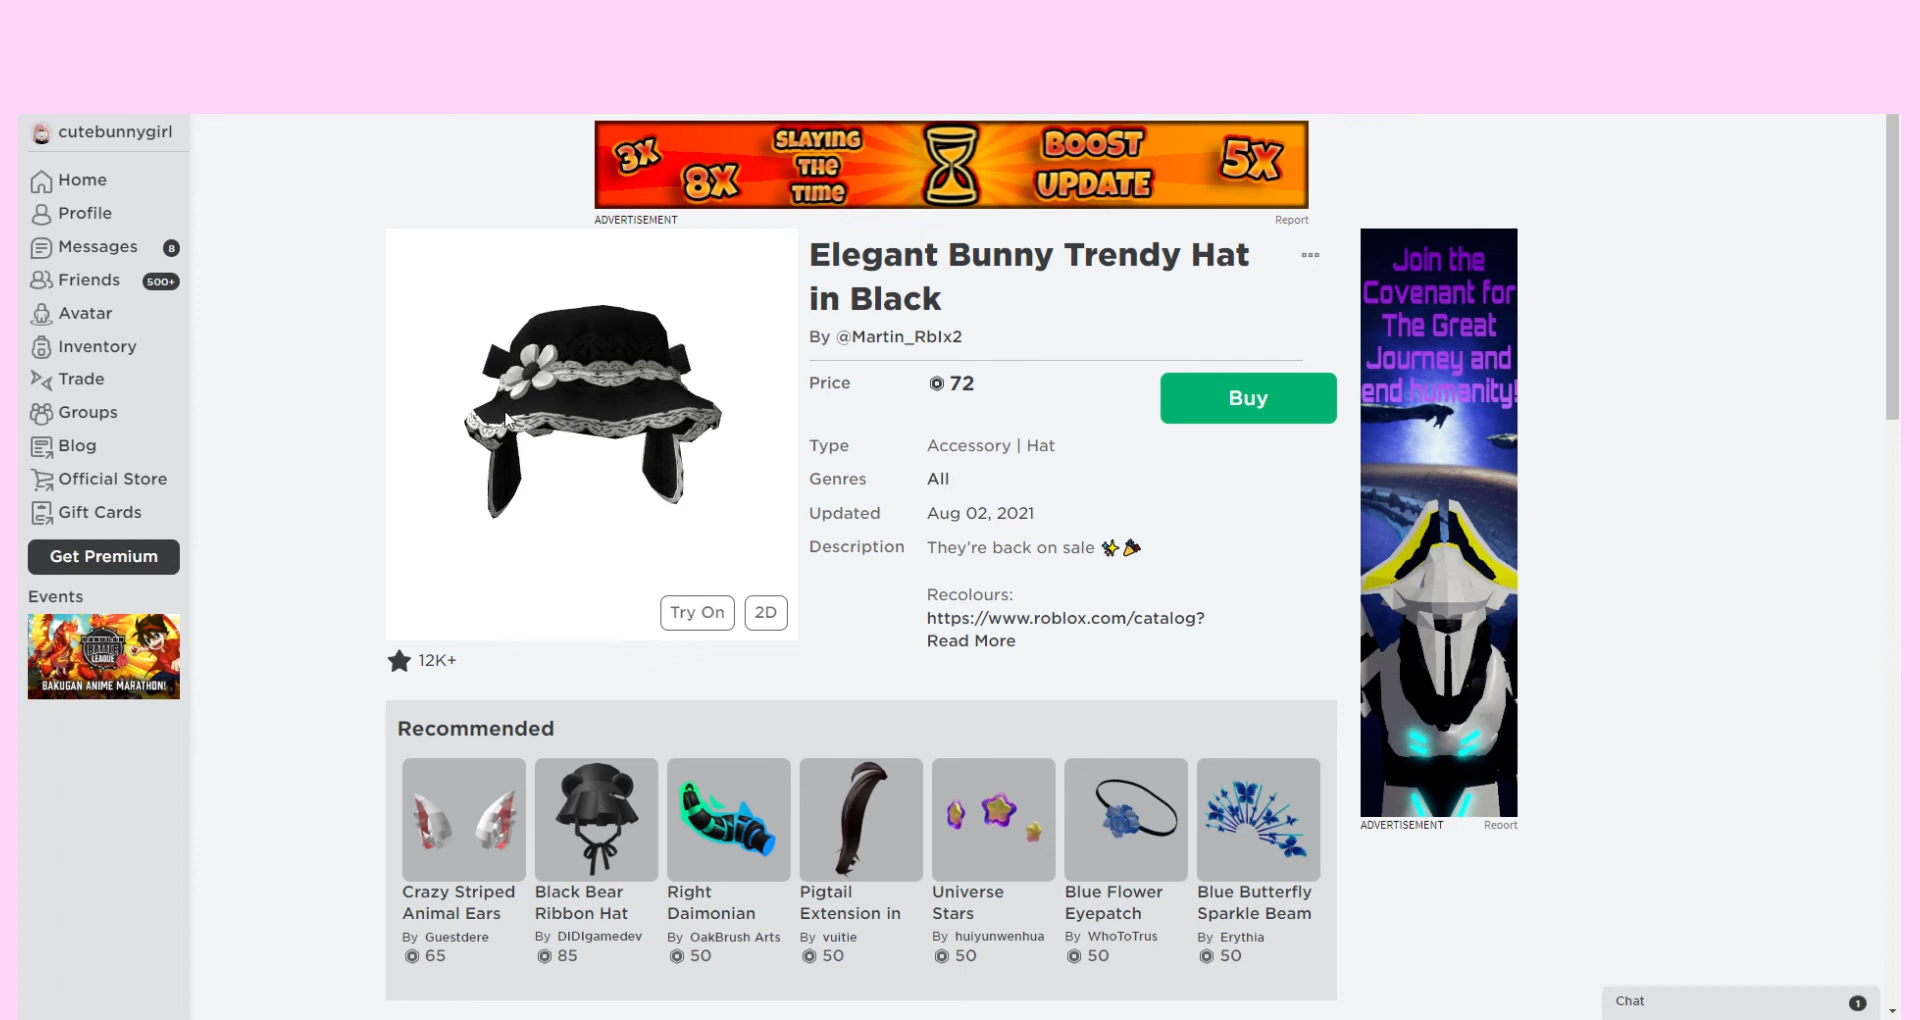 cutebunnygirl
Home
Profile
Messages 8
Friends 500+
Avatar
Inventory
Trade
Groups
Blog
Official Store
Gift Cards
Get Premium
Events
BAKUGAN
BATTLE
LEAGUE
BAKUGAN ANIME MARATHON!
3X
8X
SLAYING
THE
TIME
BOOST
UPDATE
5X
ADVERTISEMENT
Report
Elegant Bunny Trendy Hat
in Black
By @Martin_Rblx2
Price 72
Buy
Type Accessory | Hat
Genres All
Updated Aug 02, 2021
Description They're back on sale
Recolours:
https://www.roblox.com/catalog?
Read More
Try On
2D
12K+
Join the
Covenant for
The Great
Journey and
end humanity!
ADVERTISEMENT
Report
Recommended
Crazy Striped
Animal Ears
By Guestdere
65
Black Bear
Ribbon Hat
By DIDIgamedev
85
Right
Daimonian
By OakBrush Arts
50
Pigtail
Extension in
By vuitie
50
Universe
Stars
By huiyunwenhua
50
Blue Flower
Eyepatch
By WhoToTrus
50
Blue Butterfly
Sparkle Beam
By Erythia
50
Chat 1